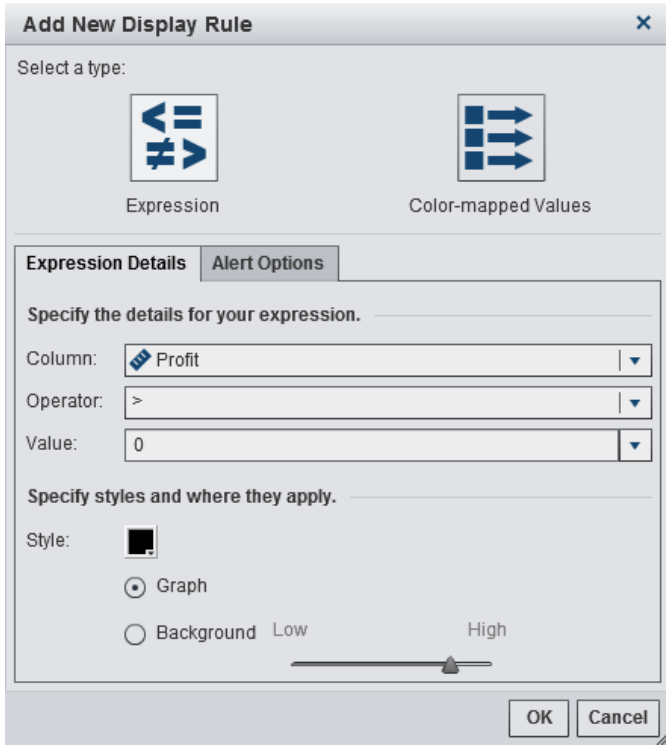 Add New Display Rule
Select a type:
Expression Color-mapped Values
Expression Details Alert Options
Specify the details for your expression.
Column: Profit
Operator: >
Value: 0
Specify styles and where they apply.
Style:
Graph
Background Low High
OK Cancel